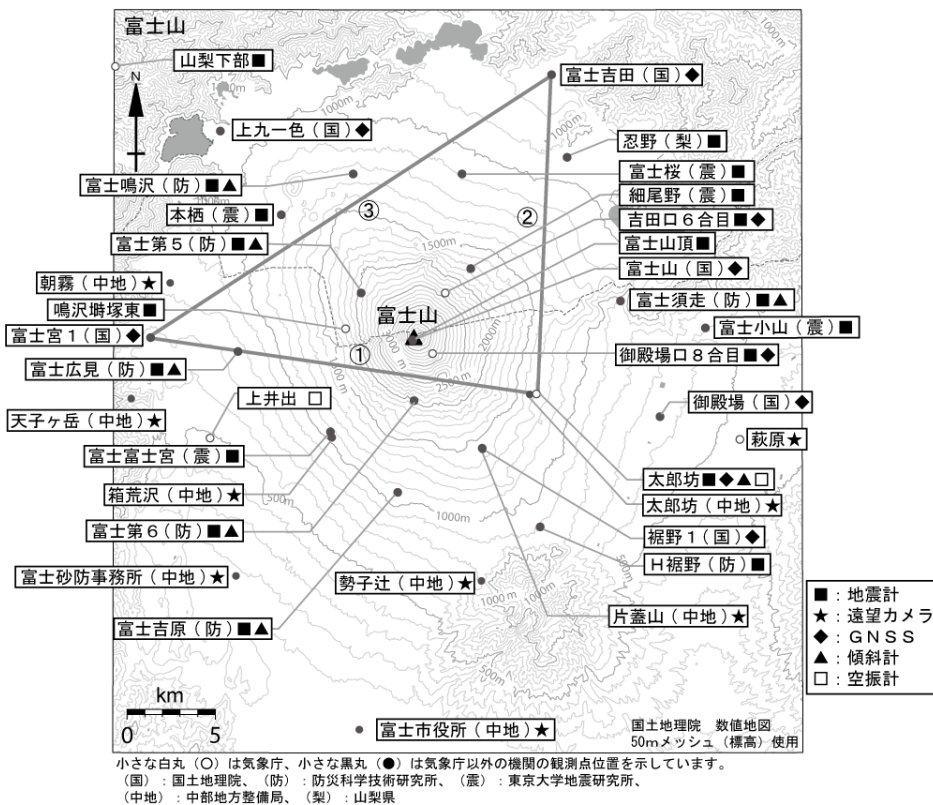 富士山
山梨下部■
N
富士吉田（国）◆
上九一色（国）◆
忍野（梨）■
富士鳴沢（防）■▲
富士桜（震）■
細尾野（震）■
本栖（震）■
吉田口６合目■◆
③
②
富士第５（防）■▲
富士山頂■
富士山（国）◆
朝霧（中地）★
富士須走（防）■▲
鳴沢塒塚東■
富士山
富士宮１（国）◆
富士小山（震）■
①
富士広見（防）■▲
御殿場口８合目■◆
天子ヶ岳（中地）★
上井出 □
御殿場（国）◆
萩原★
富士富士宮（震）■
太郎坊■◆▲□
箱荒沢（中地）★
太郎坊（中地）★
富士第６（防）■▲
裾野１（国）◆
Ｈ裾野（防）■
富士砂防事務所（中地）★
勢子辻（中地）★
片蓋山（中地）★
富士吉原（防）■▲
■：地震計
★：遠望カメラ
◆：ＧＮＳＳ
▲：傾斜計
□：空振計
1000m
1500m
2000m
2500m
500m
km
0 5
富士市役所（中地）★
国土地理院 数値地図
50mメッシュ（標高）使用
小さな白丸（○）は気象庁、小さな黒丸（●）は気象庁以外の機関の観測点位置を示しています。
（国）：国土地理院、（防）：防災科学技術研究所、（震）：東京大学地震研究所、
（中地）：中部地方整備局、（梨）：山梨県